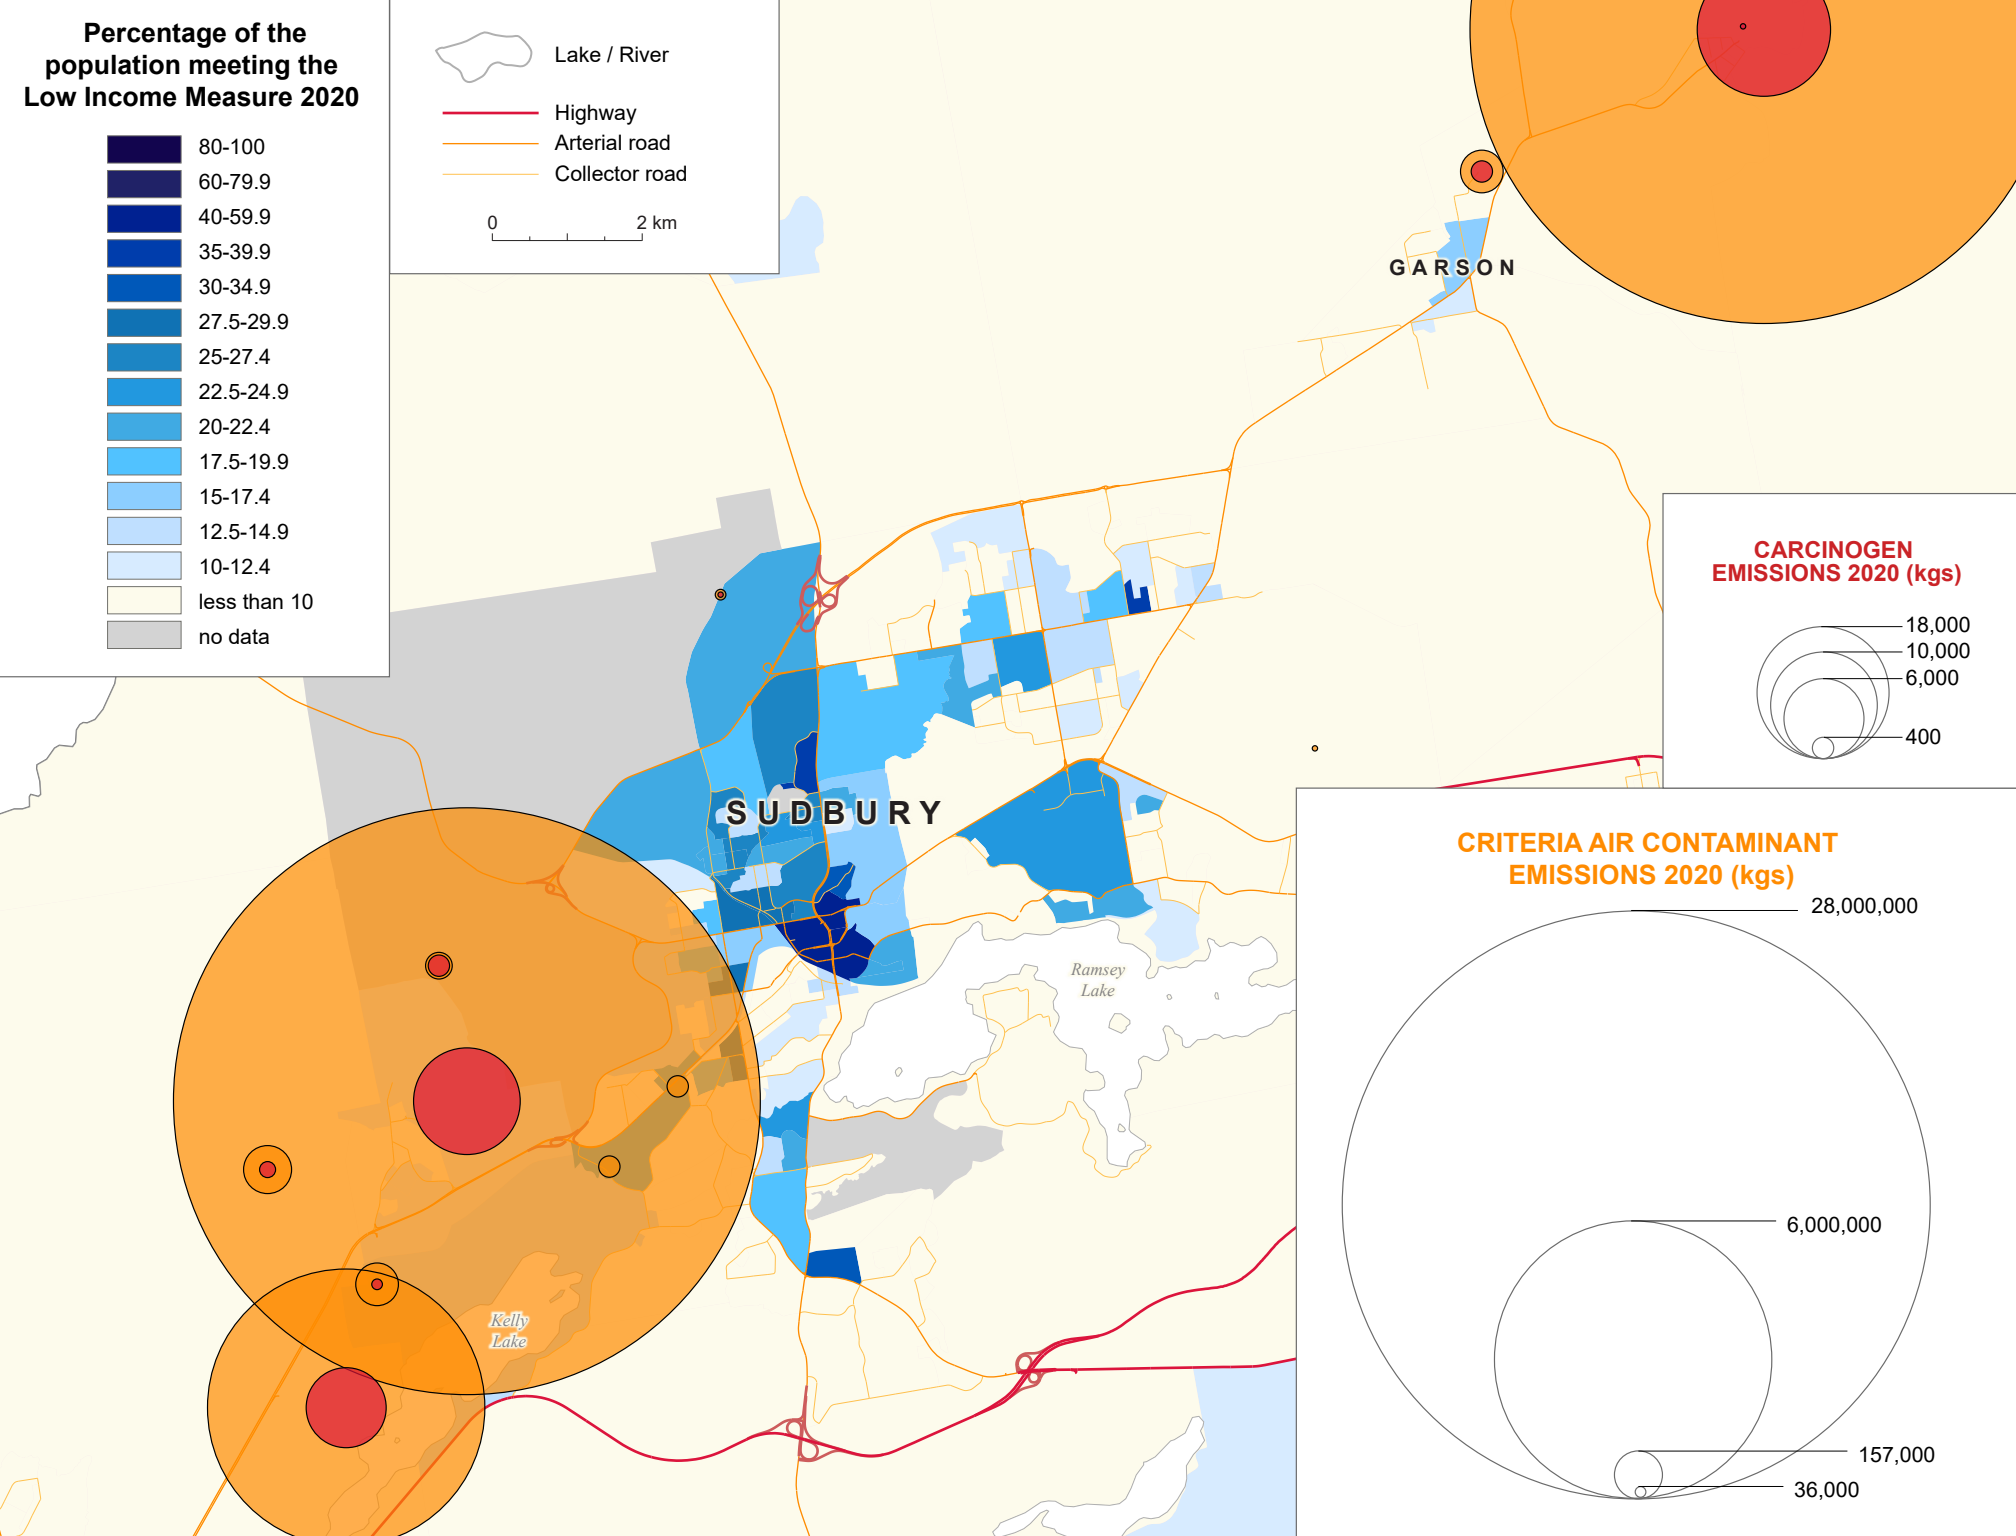 Percentage of the
population meeting the
Low Income Measure 2020
80-100
60-79.9
40-59.9
35-39.9
30-34.9
27.5-29.9
25-27.4
22.5-24.9
20-22.4
17.5-19.9
15-17.4
12.5-14.9
10-12.4
less than 10
no data
Lake / River
Highway
Arterial road
Collector road
0 2 km
GARSON
SUDBURY
Ramsey
Lake
Kelly
Lake
CARCINOGEN
EMISSIONS 2020 (kgs)
18,000
10,000
6,000
400
CRITERIA AIR CONTAMINANT
EMISSIONS 2020 (kgs)
28,000,000
6,000,000
157,000
36,000